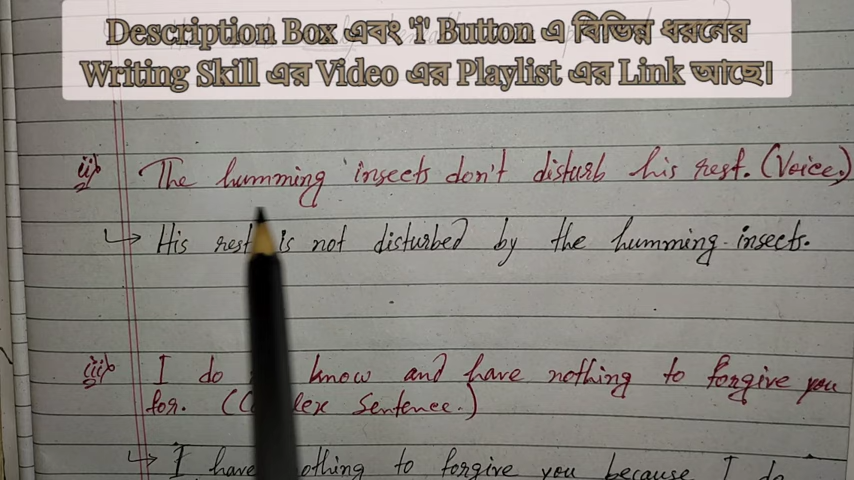 Description Box এবং 'i' Button এ বিভিন্ন ধরনের
Writing Skill এর Video এর Playlist এর Link আছে।
ii) The humming insects don't disturb his rest. (Voice.)
↳ His rest is not disturbed by the humming insects.
iii) I do know and have nothing to forgive you
for. (Sentence.)
↳ I have to forgive you because I do